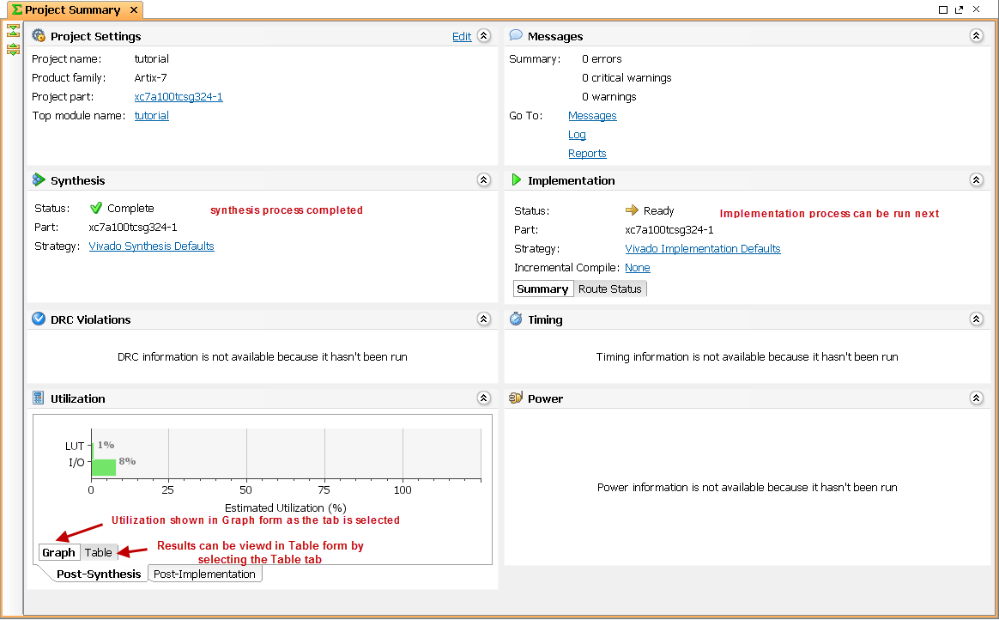 Project Summary
Project Settings
Edit
Project name: tutorial
Product family: Artix-7
Project part: xc7a100tcsg324-1
Top module name: tutorial
Messages
Summary: 0 errors
0 critical warnings
0 warnings
Go To: Messages
Log
Reports
Synthesis
Status: Complete
synthesis process completed
Part: xc7a100tcsg324-1
Strategy: Vivado Synthesis Defaults
Implementation
Status: Ready
Implementation process can be run next
Part: xc7a100tcsg324-1
Strategy: Vivado Implementation Defaults
Incremental Compile: None
Summary Route Status
DRC Violations
DRC information is not available because it hasn't been run
Timing
Timing information is not available because it hasn't been run
Utilization
LUT 1%
I/O 8%
0 25 50 75 100
Estimated Utilization (%)
Utilization shown in Graph form as the tab is selected
Graph Table
Results can be viewd in Table form by
selecting the Table tab
Post-Synthesis Post-Implementation
Power
Power information is not available because it hasn't been run